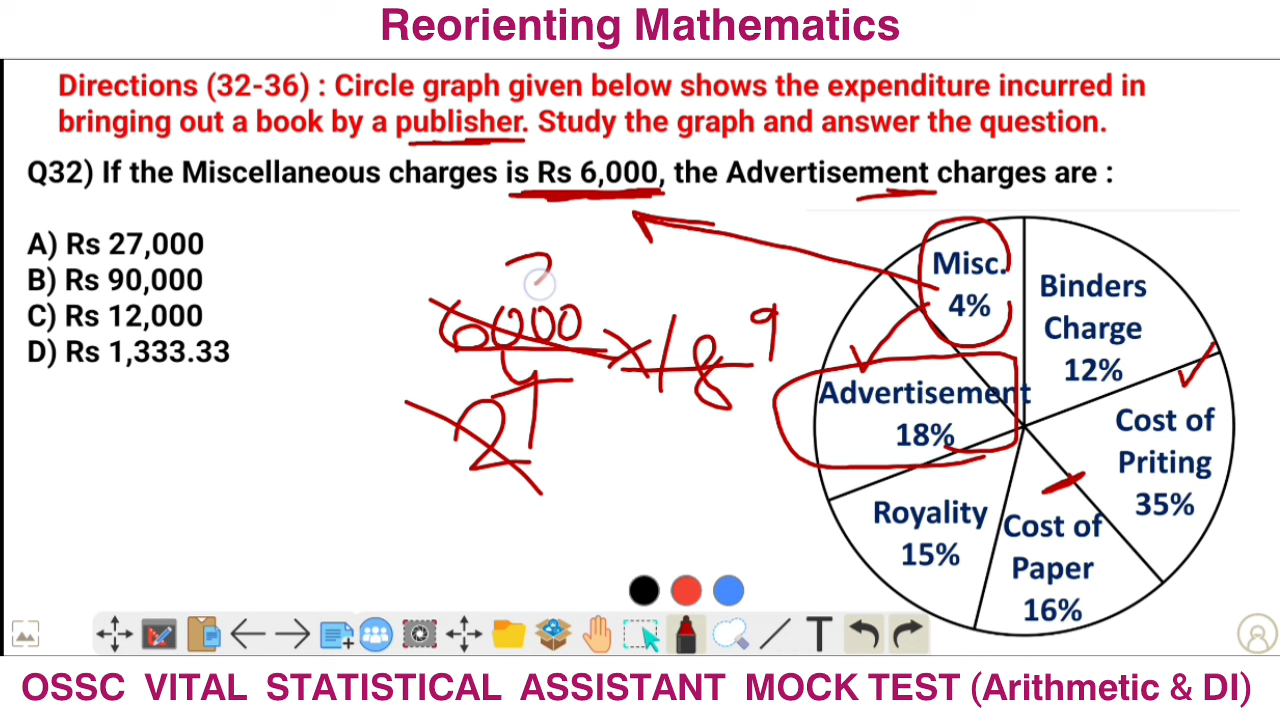 Reorienting Mathematics
Directions (32-36) : Circle graph given below shows the expenditure incurred in
bringing out a book by a publisher. Study the graph and answer the question.
Q32) If the Miscellaneous charges is Rs 6,000, the Advertisement charges are :
A) Rs 27,000
B) Rs 90,000
C) Rs 12,000
D) Rs 1,333.33
6000 × 18 9
4
2
Misc.
4%
Binders
Charge
12%
Advertisement
18%
Cost of
Priting
35%
Royality
15%
Cost of
Paper
16%
T
OSSC VITAL STATISTICAL ASSISTANT MOCK TEST (Arithmetic & DI)